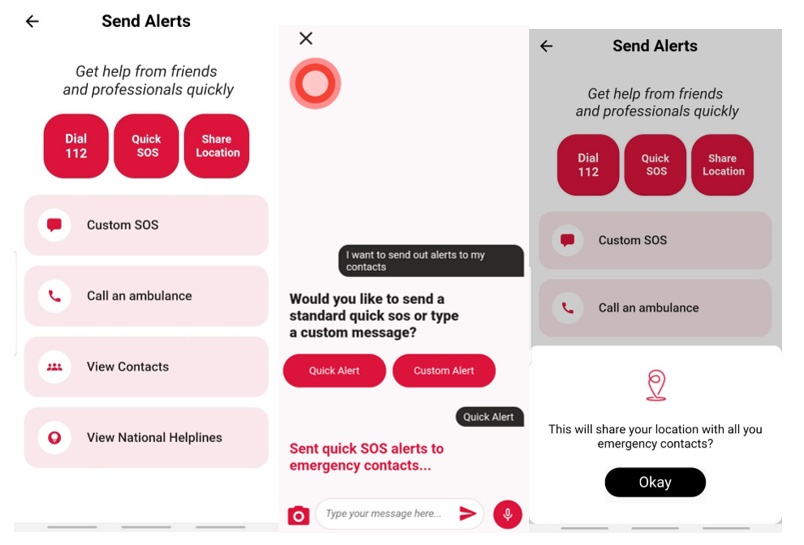 Send Alerts
Get help from friends
and professionals quickly
Dial
112
Quick
SOS
Share
Location
Custom SOS
Call an ambulance
View Contacts
View National Helplines
I want to send out alerts to my
contacts
Would you like to send a
standard quick sos or type
a custom message?
Quick Alert
Custom Alert
Quick Alert
Sent quick SOS alerts to
emergency contacts...
Type your message here...
Send Alerts
Get help from friends
and professionals quickly
Dial
112
Quick
SOS
Share
Location
Custom SOS
Call an ambulance
This will share your location with all you
emergency contacts?
Okay